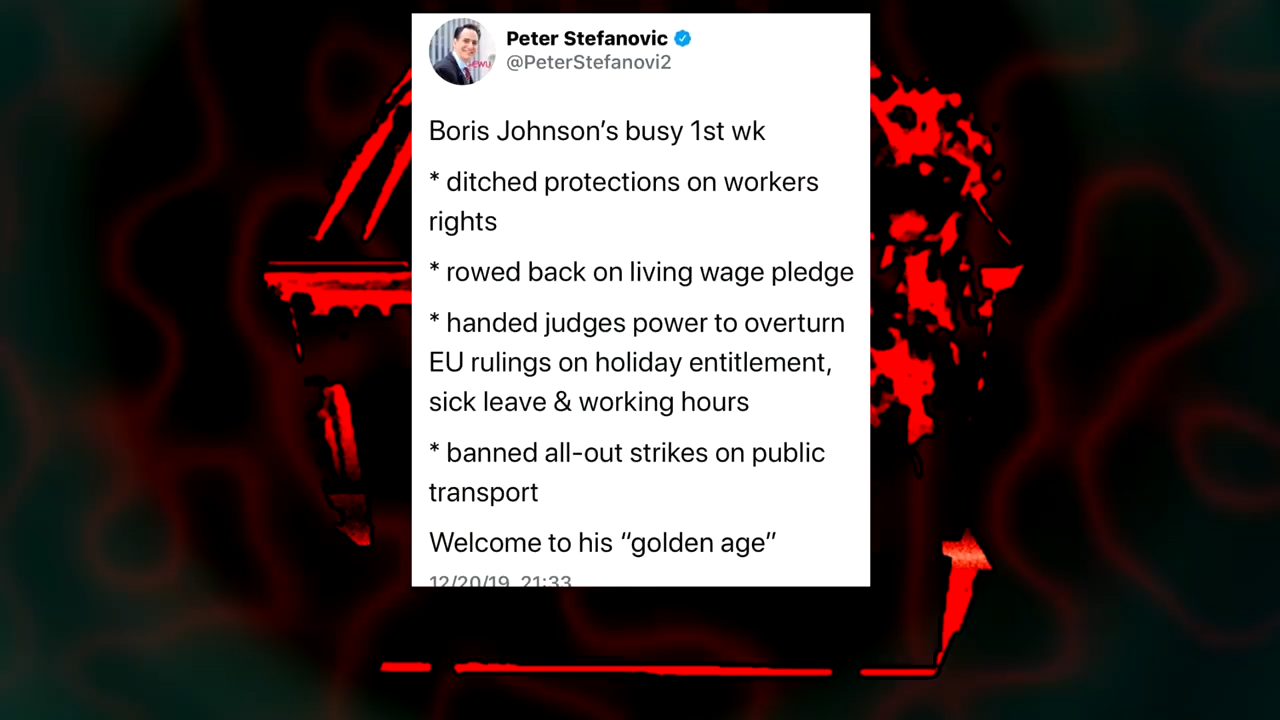 Peter Stefanovic
@PeterStefanovi2
Boris Johnson’s busy 1st wk
* ditched protections on workers
rights
* rowed back on living wage pledge
* handed judges power to overturn
EU rulings on holiday entitlement,
sick leave & working hours
* banned all-out strikes on public
transport
Welcome to his “golden age”
12/20/19, 21:33